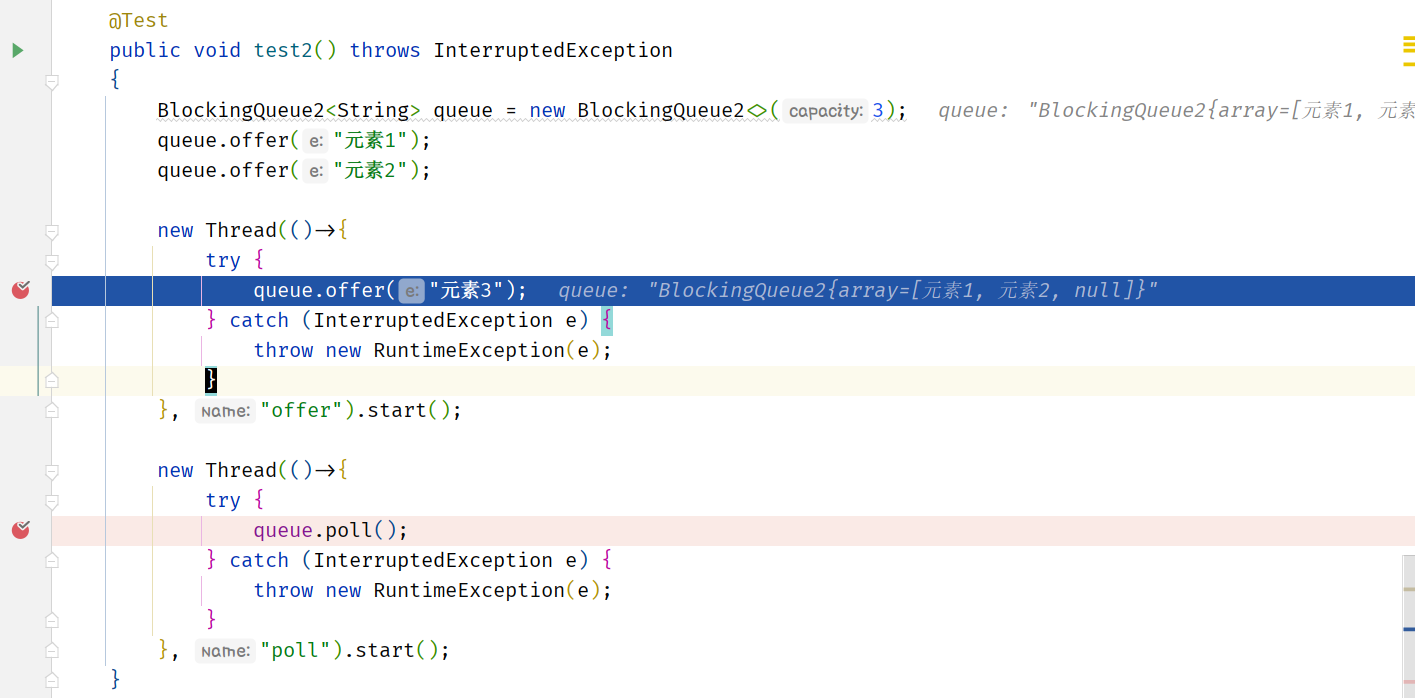 @Test
public void test2() throws InterruptedException
{
BlockingQueue2<String> queue = new BlockingQueue2<>( capacity: 3); queue: "BlockingQueue2{array=[元素1, 元素
queue.offer( e: "元素1");
queue.offer( e: "元素2");
new Thread(()→{
try {
queue.offer( e: "元素3"); queue: "BlockingQueue2{array=[元素1, 元素2, null]}"
} catch (InterruptedException e) {
throw new RuntimeException(e);
}
}, name: "offer").start();
new Thread(()→{
try {
queue.poll();
} catch (InterruptedException e) {
throw new RuntimeException(e);
}
}, name: "poll").start();
}